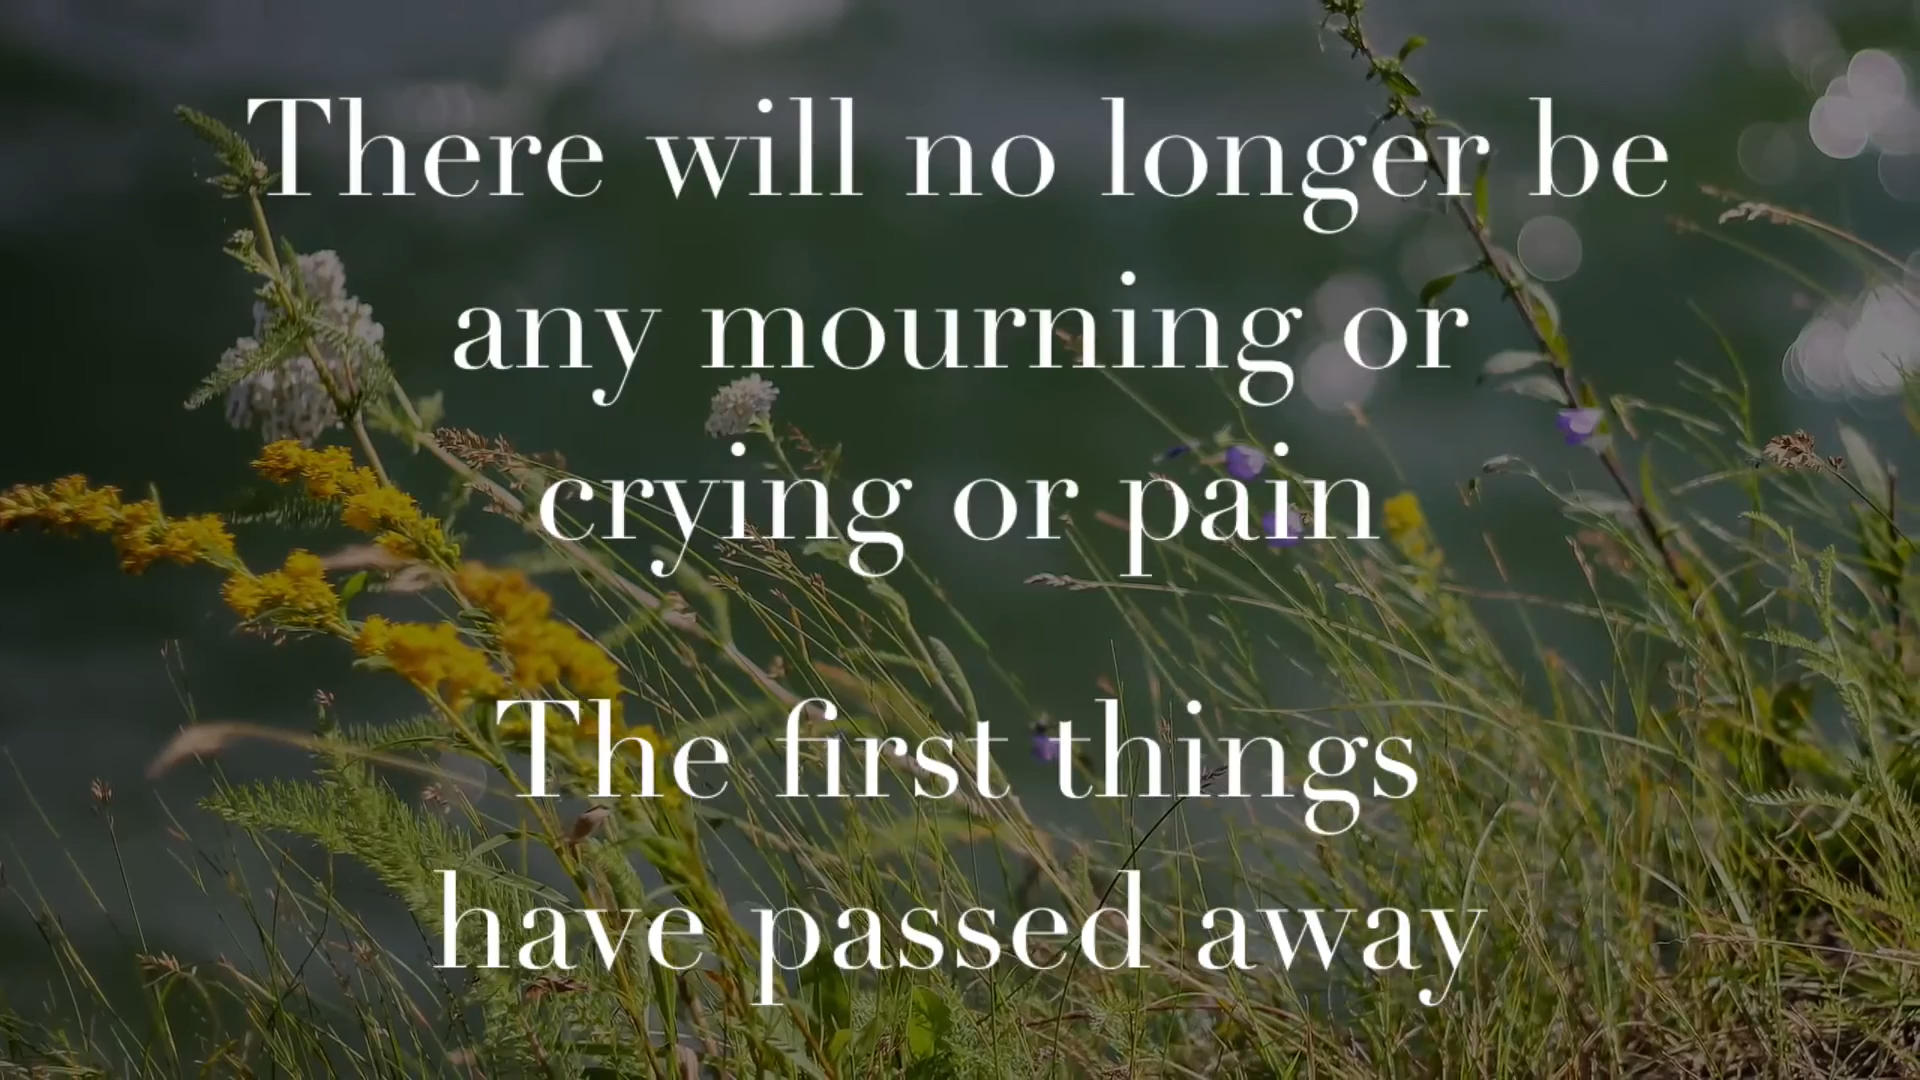 There will no longer be
any mourning or
crying or pain
The first things
have passed away